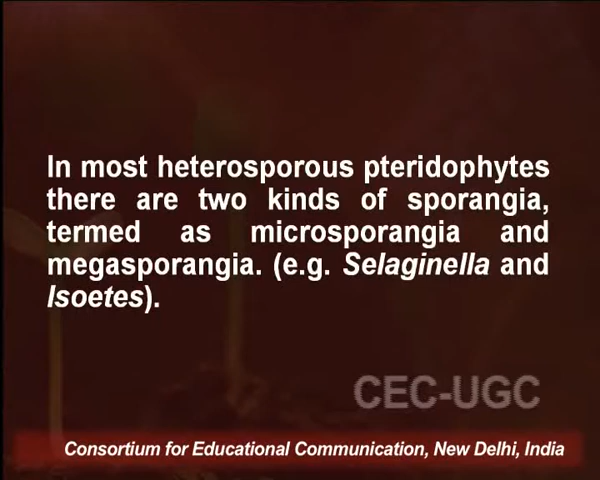 In most heterosporous pteridophytes
there are two kinds of sporangia,
termed as microsporangia and
megasporangia. (e.g. Selaginella and
Isoetes).
CEC-UGC
Consortium for Educational Communication, New Delhi, India